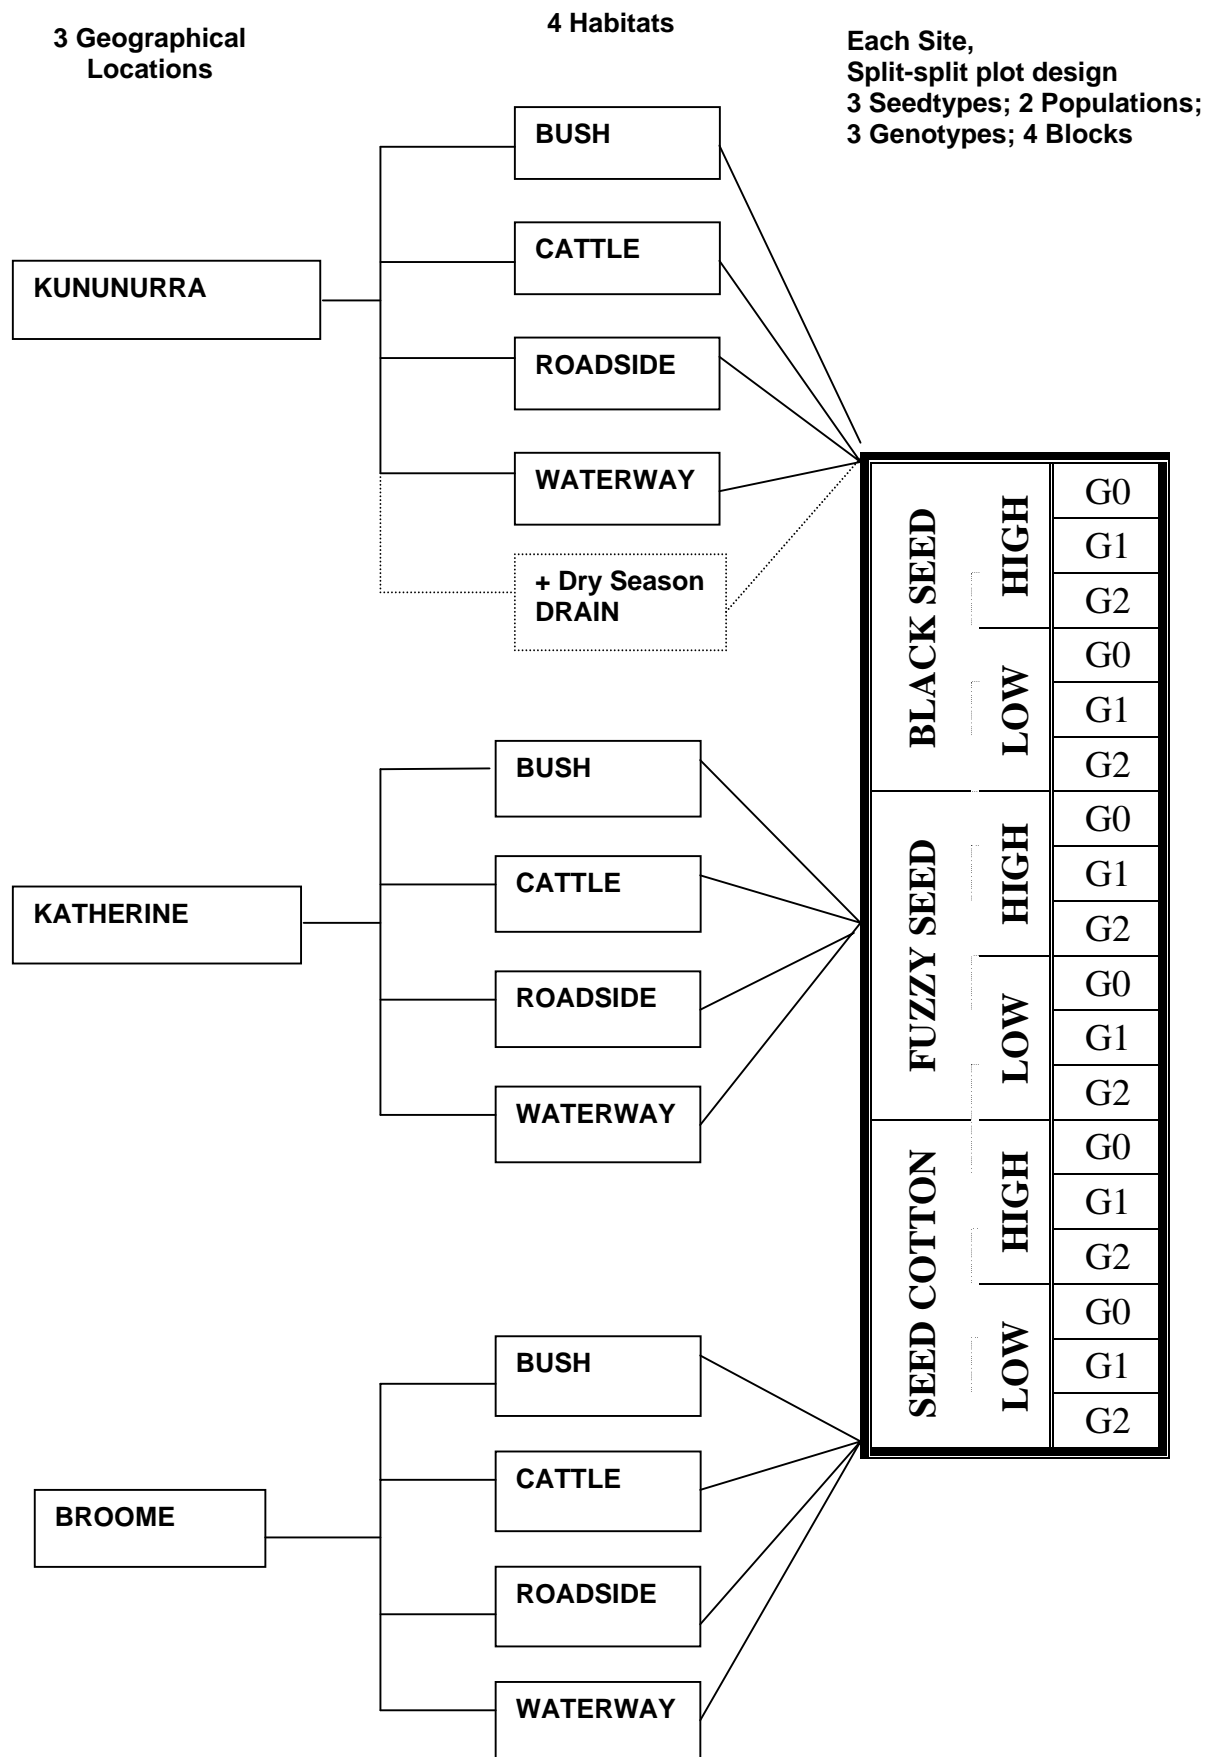 3 Geographical
Locations
4 Habitats
Each Site,
Split-split plot design
3 Seedtypes; 2 Populations;
3 Genotypes; 4 Blocks
KUNUNURRA
BUSH
CATTLE
ROADSIDE
WATERWAY
+ Dry Season
DRAIN
KATHERINE
BUSH
CATTLE
ROADSIDE
WATERWAY
BROOME
BUSH
CATTLE
ROADSIDE
WATERWAY
BLACK SEED
HIGH
G0
G1
G2
LOW
G0
G1
G2
FUZZY SEED
HIGH
G0
G1
G2
LOW
G0
G1
G2
SEED COTTON
HIGH
G0
G1
G2
LOW
G0
G1
G2